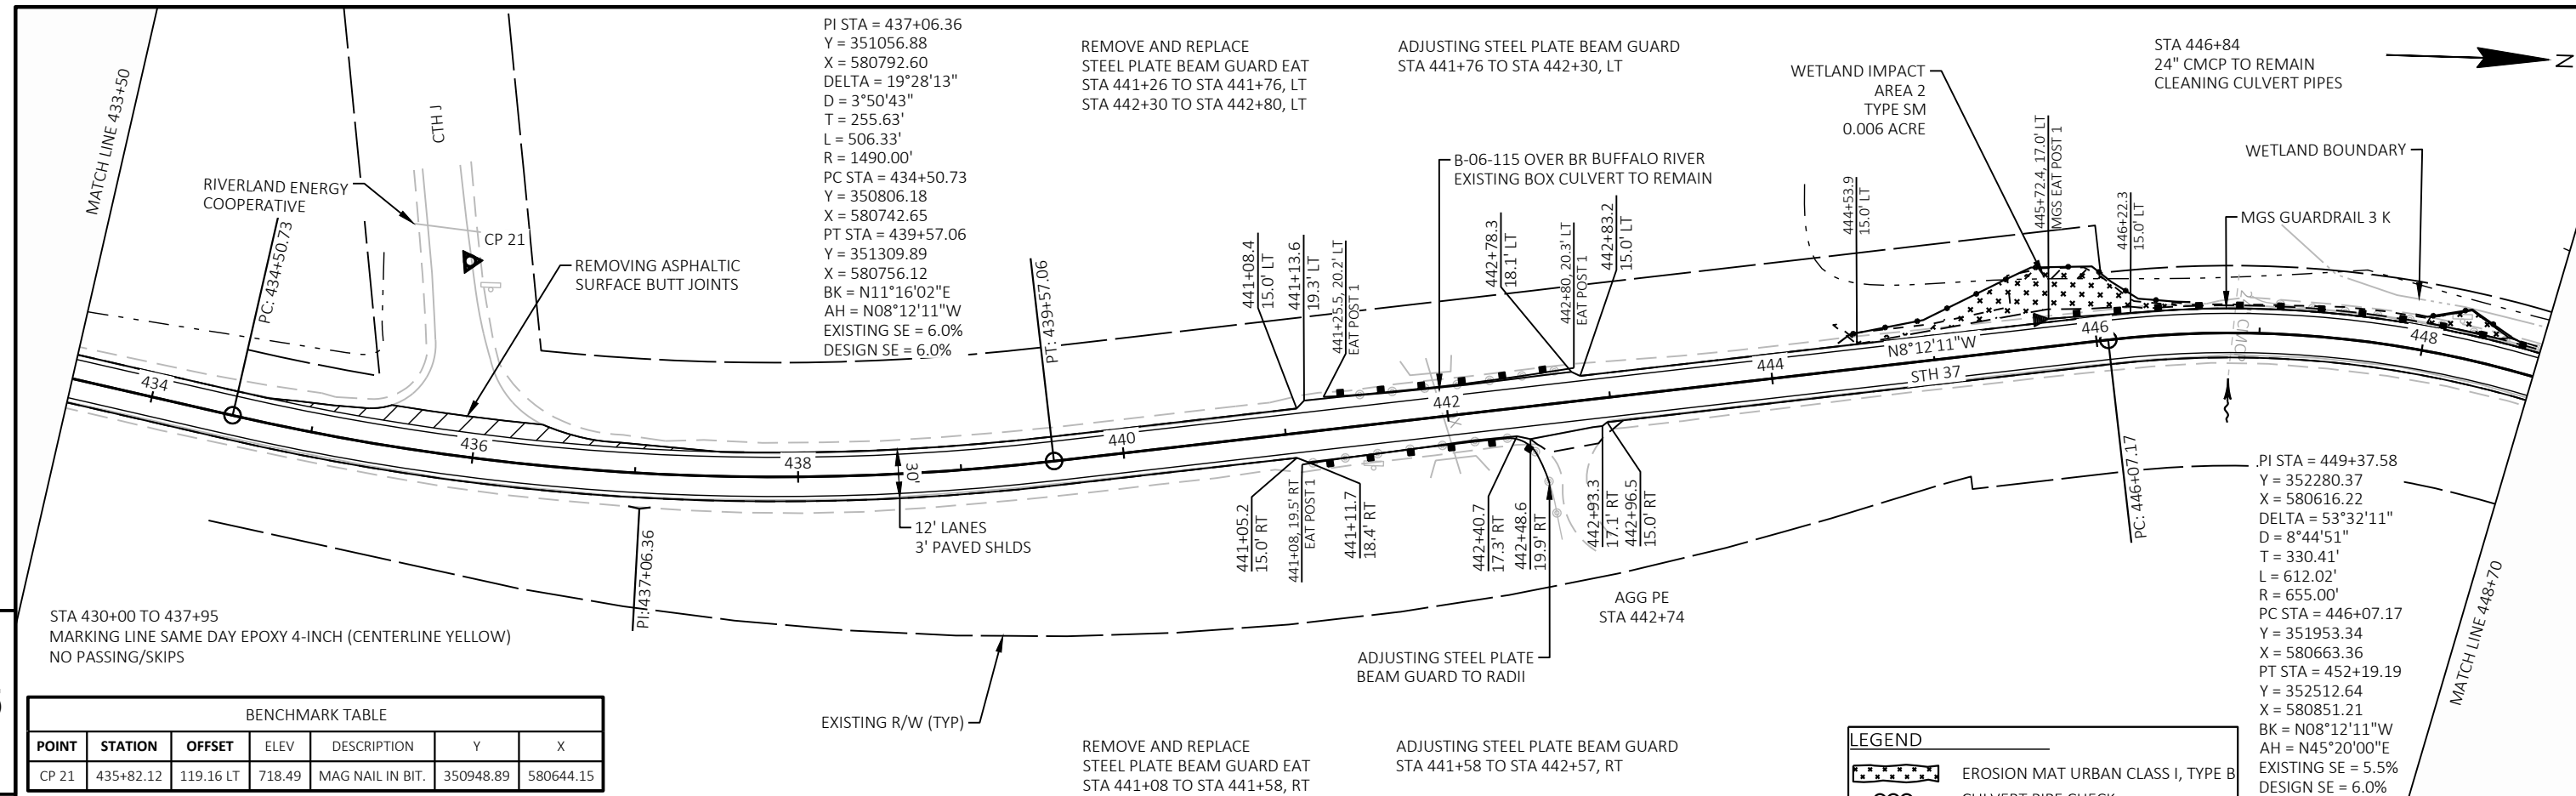 MATCH LINE 433+50
RIVERLAND ENERGY
COOPERATIVE
PC: 434+50.73
CTH J
CP 21
REMOVING ASPHALTIC
SURFACE BUTT JOINTS
PI STA = 437+06.36
Y = 351056.88
X = 580792.60
DELTA = 19°28'13"
D = 3°50'43"
T = 255.63'
L = 506.33'
R = 1490.00'
PC STA = 434+50.73
Y = 350806.18
X = 580742.65
PT STA = 439+57.06
Y = 351309.89
X = 580756.12
BK = N11°16'02"E
AH = N08°12'11"W
EXISTING SE = 6.0%
DESIGN SE = 6.0%
PT: 439+57.06
REMOVE AND REPLACE
STEEL PLATE BEAM GUARD EAT
STA 441+26 TO STA 441+76, LT
STA 442+30 TO STA 442+80, LT
ADJUSTING STEEL PLATE BEAM GUARD
STA 441+76 TO STA 442+30, LT
B-06-115 OVER BR BUFFALO RIVER
EXISTING BOX CULVERT TO REMAIN
441+08.4
15.0' LT
441+13.6
19.3' LT
441+25.5, 20.2' LT
EAT POST 1
442+78.3
18.1' LT
442+80, 20.3' LT
EAT POST 1
442+83.2
15.0' LT
WETLAND IMPACT
AREA 2
TYPE SM
0.006 ACRE
444+53.9
15.0' LT
445+72.4, 17.0' LT
MGS EAT POST 1
446+22.3
15.0' LT
STA 446+84
24" CMCP TO REMAIN
CLEANING CULVERT PIPES
N
WETLAND BOUNDARY
MGS GUARDRAIL 3 K
434
436
438
440
442
444
446
448
N8°12'11"W
STH 37
30'
12' LANES
3' PAVED SHLDS
PI: 437+06.36
441+05.2
15.0' RT
441+08, 19.5' RT
EAT POST 1
441+11.7
18.4' RT
442+40.7
17.3' RT
442+48.6
19.9' RT
442+93.3
17.1' RT
442+96.5
15.0' RT
AGG PE
STA 442+74
ADJUSTING STEEL PLATE
BEAM GUARD TO RADII
PC: 446+07.17
MATCH LINE 448+70
PI STA = 449+37.58
Y = 352280.37
X = 580616.22
DELTA = 53°32'11"
D = 8°44'51"
T = 330.41'
L = 612.02'
R = 655.00'
PC STA = 446+07.17
Y = 351953.34
X = 580663.36
PT STA = 452+19.19
Y = 352512.64
X = 580851.21
BK = N08°12'11"W
AH = N45°20'00"E
EXISTING SE = 5.5%
DESIGN SE = 6.0%
STA 430+00 TO 437+95
MARKING LINE SAME DAY EPOXY 4-INCH (CENTERLINE YELLOW)
NO PASSING/SKIPS
EXISTING R/W (TYP)
BENCHMARK TABLE
POINT STATION OFFSET ELEV DESCRIPTION Y X
CP 21 435+82.12 119.16 LT 718.49 MAG NAIL IN BIT. 350948.89 580644.15
REMOVE AND REPLACE
STEEL PLATE BEAM GUARD EAT
STA 441+08 TO STA 441+58, RT
ADJUSTING STEEL PLATE BEAM GUARD
STA 441+58 TO STA 442+57, RT
LEGEND
EROSION MAT URBAN CLASS I, TYPE B
CULVERT PIPE CHECK